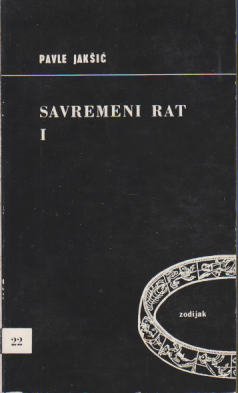 PAVLE JAKŠIĆ
SAVREMENI RAT
I
zodijak
22